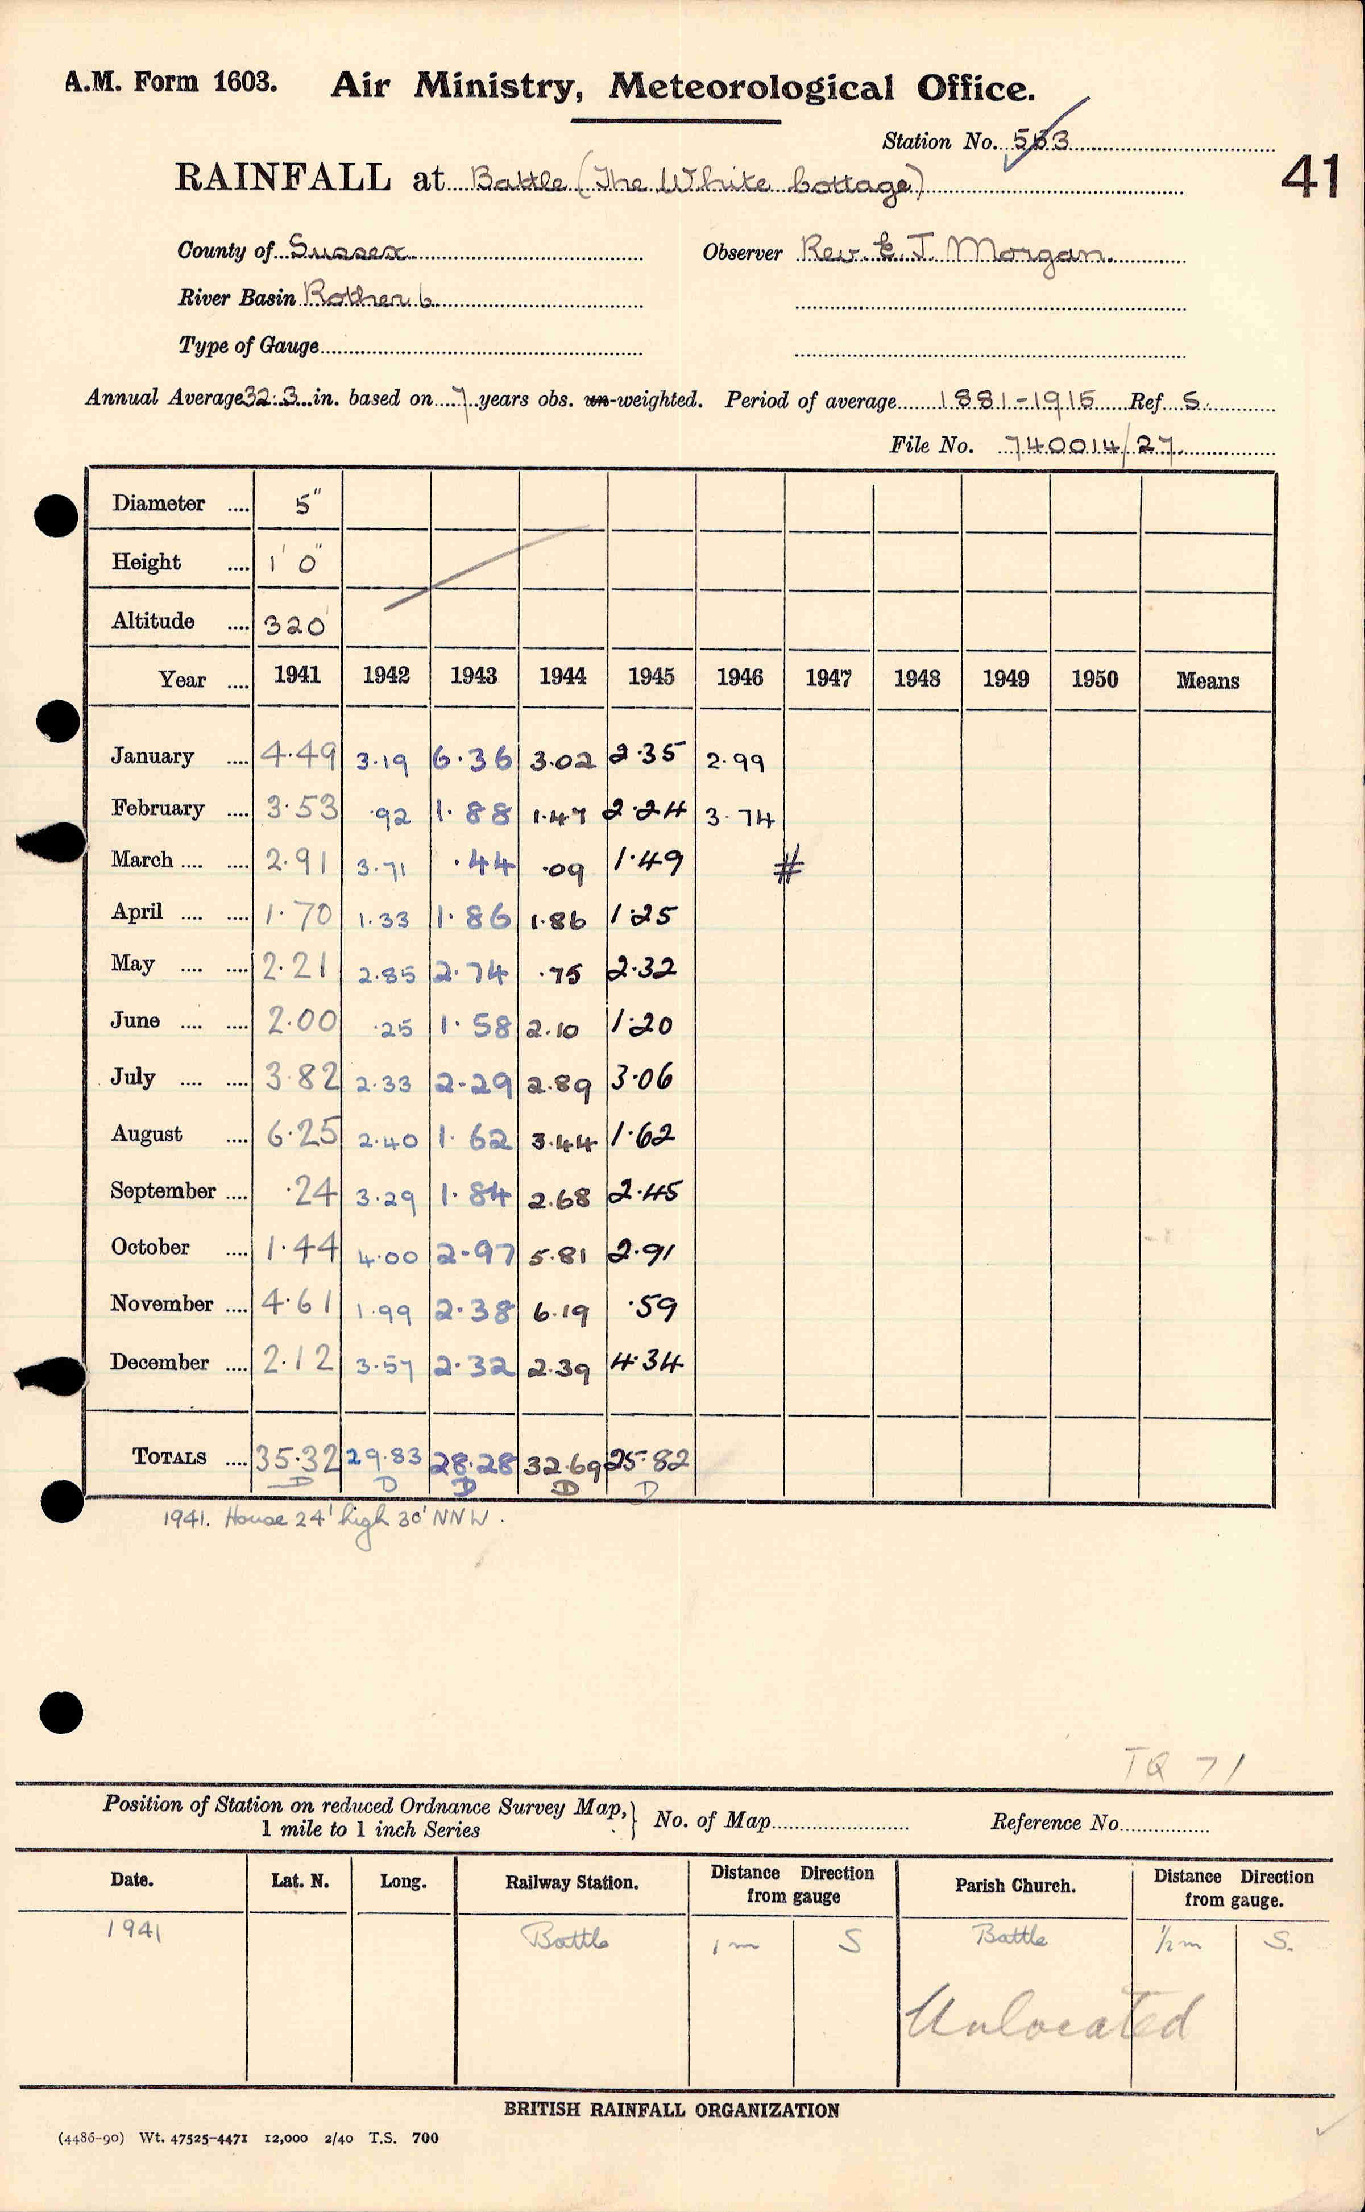 A.M. Form 1603. Air Ministry, Meteorological Office.
Station No. 563
41
RAINFALL at Battle (The White Cottage)
County of Sussex Observer Rev. E. J. Morgan.
River Basin Rother 6
Type of Gauge
Annual Average 32.3 in. based on 7 years obs. un-weighted. Period of average 1881-1915 Ref. S.
File No. 740014/27
Diameter .... 5"
Height .... 1' 0"
Altitude .... 320'
Year .... 1941 1942 1943 1944 1945 1946 1947 1948 1949 1950 Means
January .... 4.49 3.19 6.36 3.02 2.35 2.99
February .... 3.53 .92 1.88 1.47 2.24 3.74
March .... .... 2.91 3.71 .44 .09 1.49 #
April .... .... 1.70 1.33 1.86 1.86 1.25
May .... .... 2.21 2.85 2.74 .75 2.32
June .... .... 2.00 .25 1.58 2.10 1.20
July .... .... 3.82 2.33 2.29 2.89 3.06
August .... 6.25 2.40 1.62 3.44 1.62
September .... .24 3.29 1.84 2.68 2.45
October .... 1.44 4.00 2.97 5.81 2.91
November .... 4.61 1.99 2.38 6.19 .59
December .... 2.12 3.57 2.32 2.39 4.34
TOTALS .... 35.32 29.83 28.28 32.69 25.82
D D D D D
1941. House 24' high 30' NNW.
TQ 71
Position of Station on reduced Ordnance Survey Map, } No. of Map Reference No.
1 mile to 1 inch Series
Date. Lat. N. Long. Railway Station. Distance Direction from gauge Parish Church. Distance Direction from gauge.
1941 Battle 1 m S Battle 1/2 m S.
Unlocated
BRITISH RAINFALL ORGANIZATION
(4486-90) Wt. 47525-4471 12,000 2/40 T.S. 700